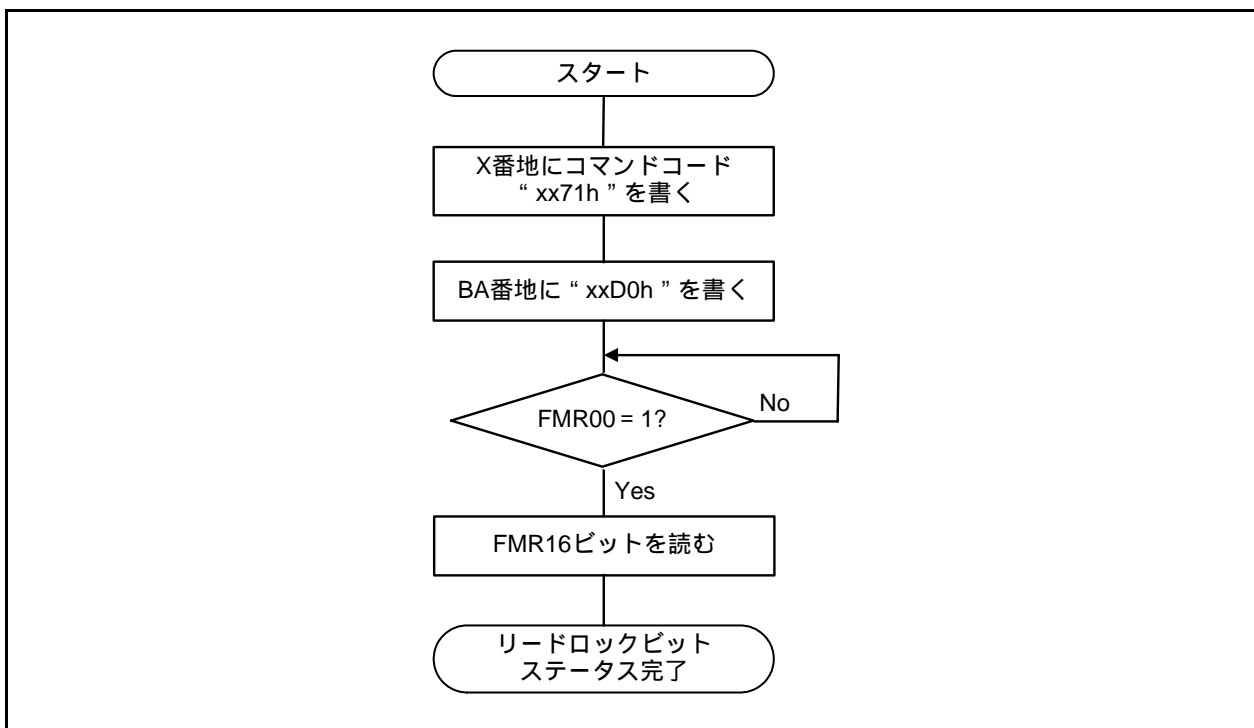 スタート
X番地にコマンドコード
“ xx71h ” を書く
BA番地に “ xxD0h ” を書く
FMR00 = 1?
No
Yes
FMR16ビットを読む
リードロックビット
ステータス完了